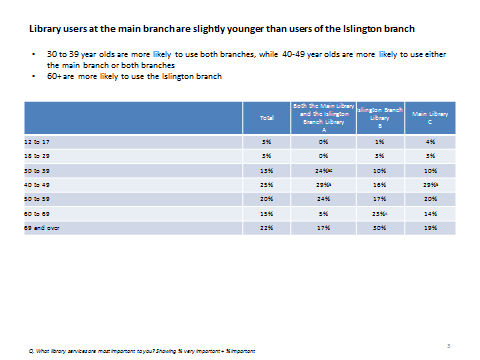 Library users at the main branch are slightly younger than users of the Islington branch
• 30 to 39 year olds are more likely to use both branches, while 40-49 year olds are more likely to use either
the main branch or both branches
• 60+ are more likely to use the Islington branch
Total
Both the Main Library
and the Islington
Branch Library
A
Islington Branch
Library
B
Main Library
C
12 to 17 3% 0% 1% 4%
18 to 29 3% 0% 3% 3%
30 to 39 13% 24% 10% 10%
40 to 49 25% 29% 16% 29%
50 to 59 20% 24% 17% 20%
60 to 69 15% 5% 23% 14%
69 and over 22% 17% 30% 19%
Q, What library services are most important to you? Showing % very important + % important
3